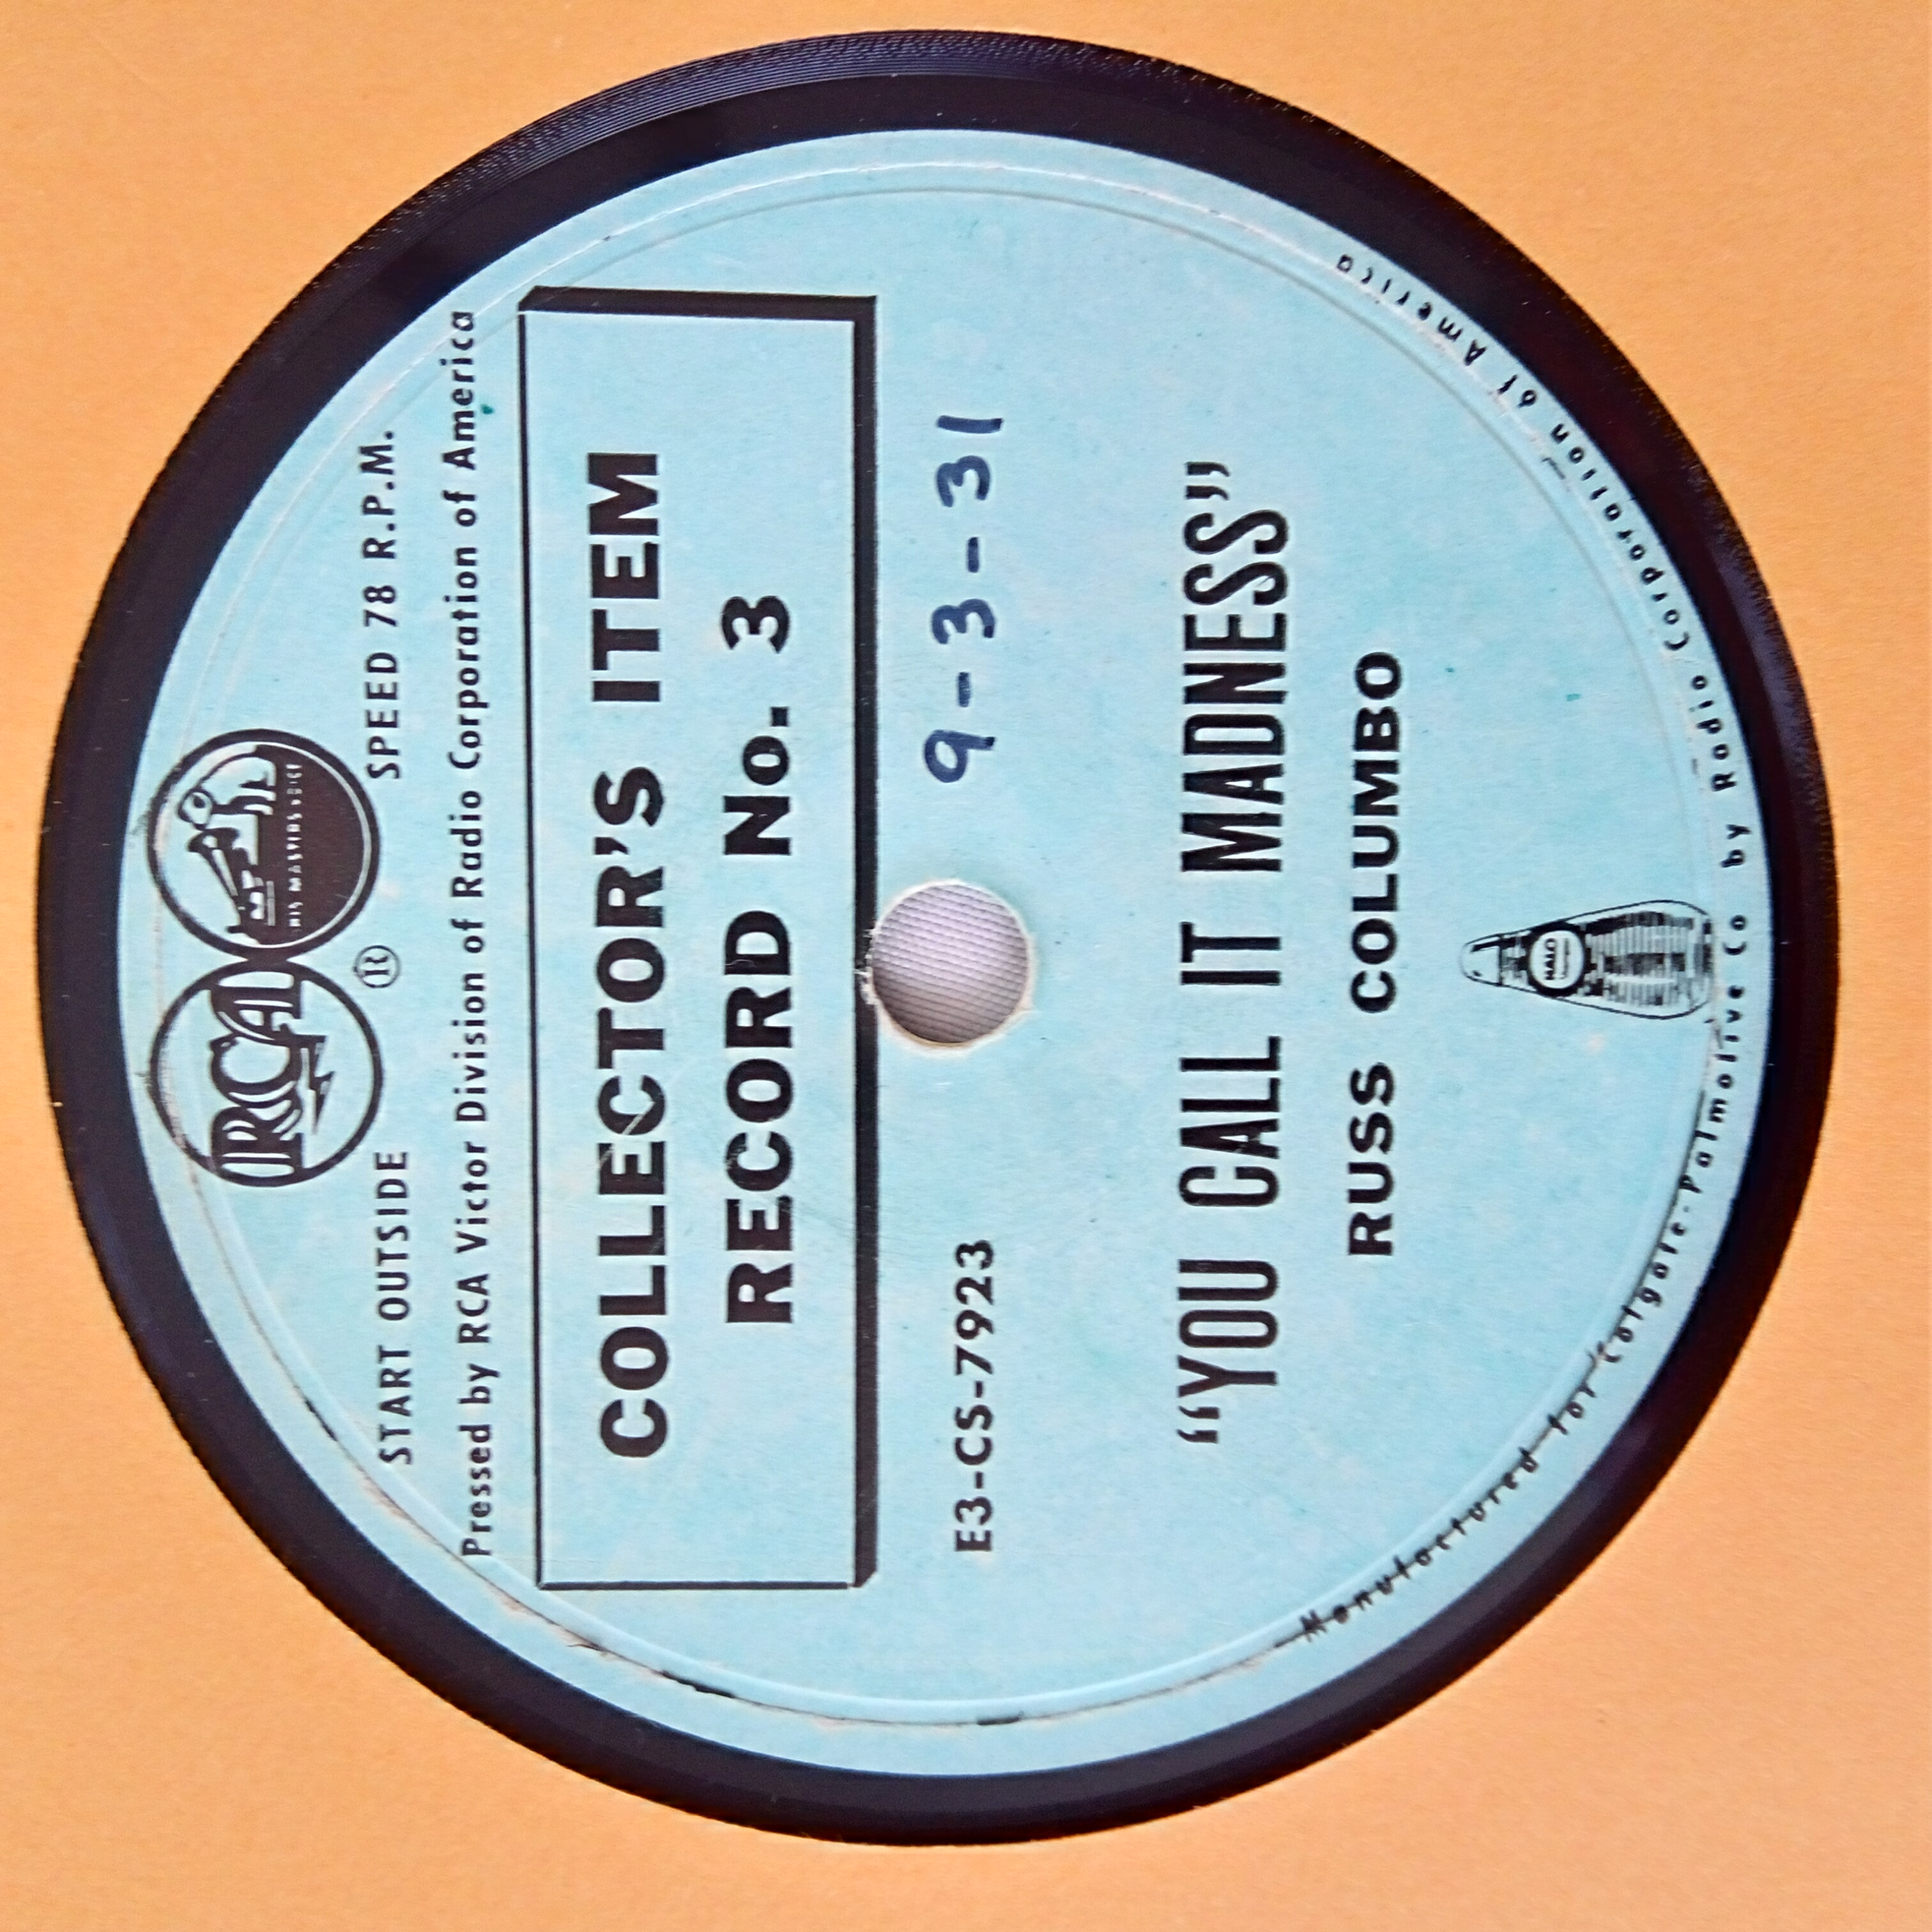 RCA
HIS MASTERS VOICE
®
START OUTSIDE SPEED 78 R.P.M.
Pressed by RCA Victor Division of Radio Corporation of America
COLLECTOR'S ITEM
RECORD No. 3
E3-CS-7923 9-3-31
“YOU CALL IT MADNESS”
RUSS COLUMBO
HALO
Manufactured for Colgate-Palmolive Co by Radio Corporation of America